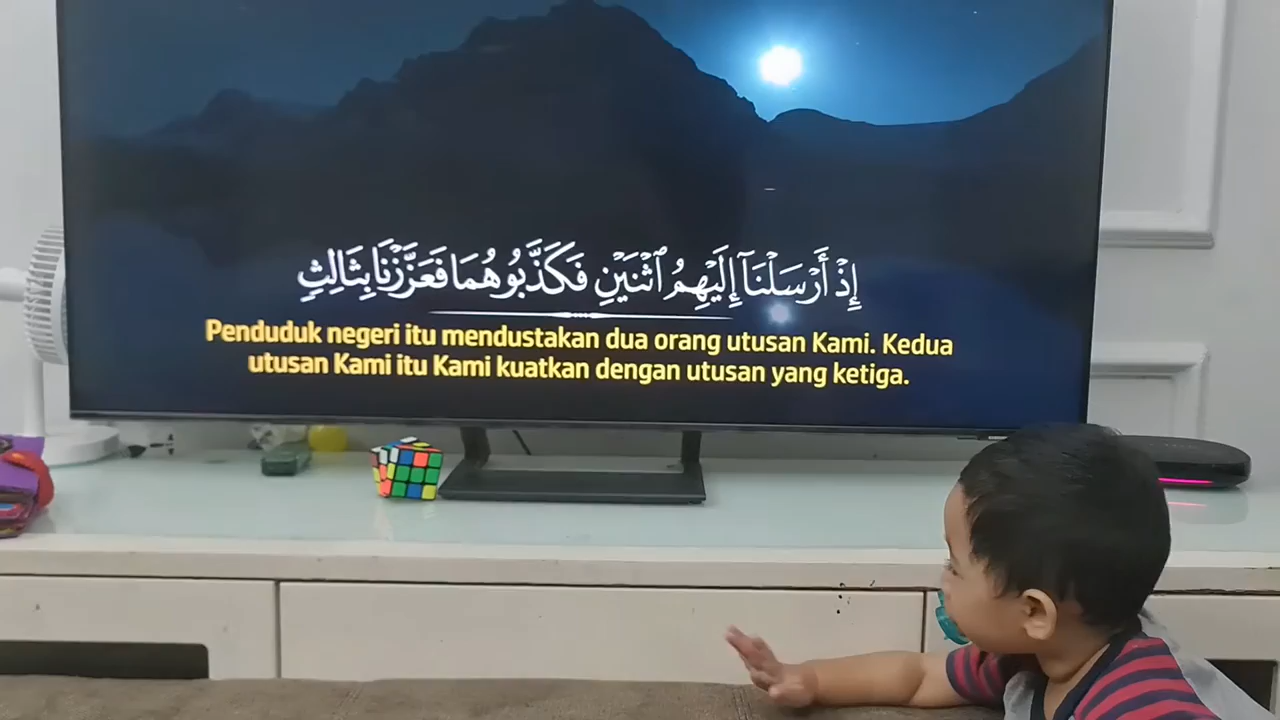 إِذْ أَرْسَلْنَآ إِلَيْهِمُ ٱثْنَيْنِ فَكَذَّبُوهُمَا فَعَزَّزْنَا بِثَالِثٍ
Penduduk negeri itu mendustakan dua orang utusan Kami. Kedua
utusan Kami itu Kami kuatkan dengan utusan yang ketiga.